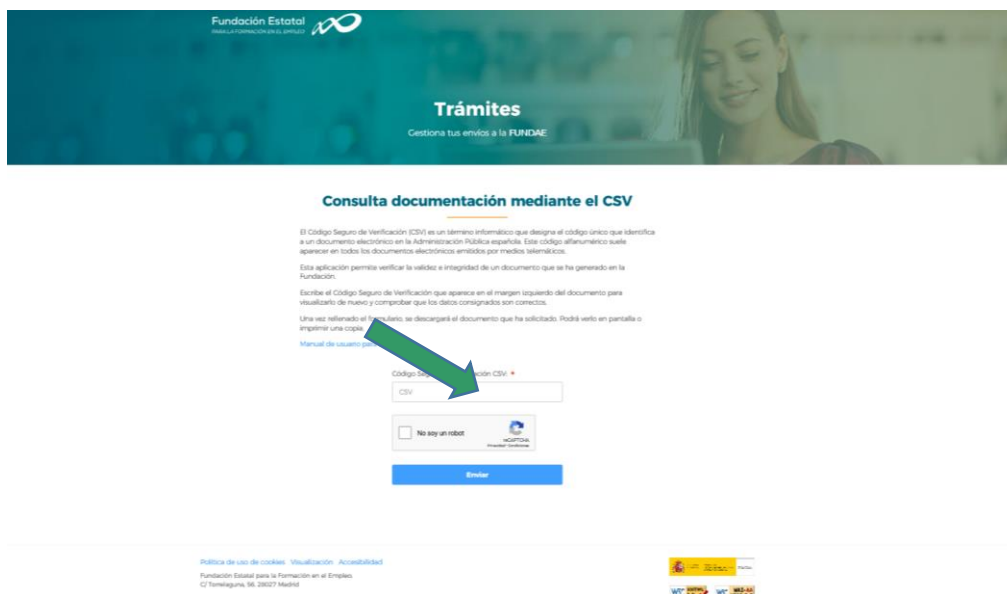 Fundación Estatal
PARA LA FORMACIÓN EN EL EMPLEO
Trámites
Gestiona tus envíos a la FUNDAE
Consulta documentación mediante el CSV
El Código Seguro de Verificación (CSV) es un término informático que designa el código único que identifica
a un documento electrónico en la Administración Pública española. Este código alfanumérico suele
aparecer en todos los documentos electrónicos emitidos por medios telemáticos.
Esta aplicación permite verificar la validez e integridad de un documento que se ha generado en la
Fundación.
Escribe el Código Seguro de Verificación que aparece en el margen izquierdo del documento para
visualizarlo de nuevo y comprobar que los datos consignados son correctos.
Una vez rellenado el formulario, se descargará el documento que ha solicitado. Podrá verlo en pantalla o
imprimir una copia.
Manual de usuario para
Código Seg ación CSV: *
CSV
No soy un robot
reCAPTCHA
Privacidad - Condiciones
Enviar
Política de uso de cookies Visualización Accesibilidad
Fundación Estatal para la Formación en el Empleo.
C/ Torrelaguna, 56. 28027 Madrid